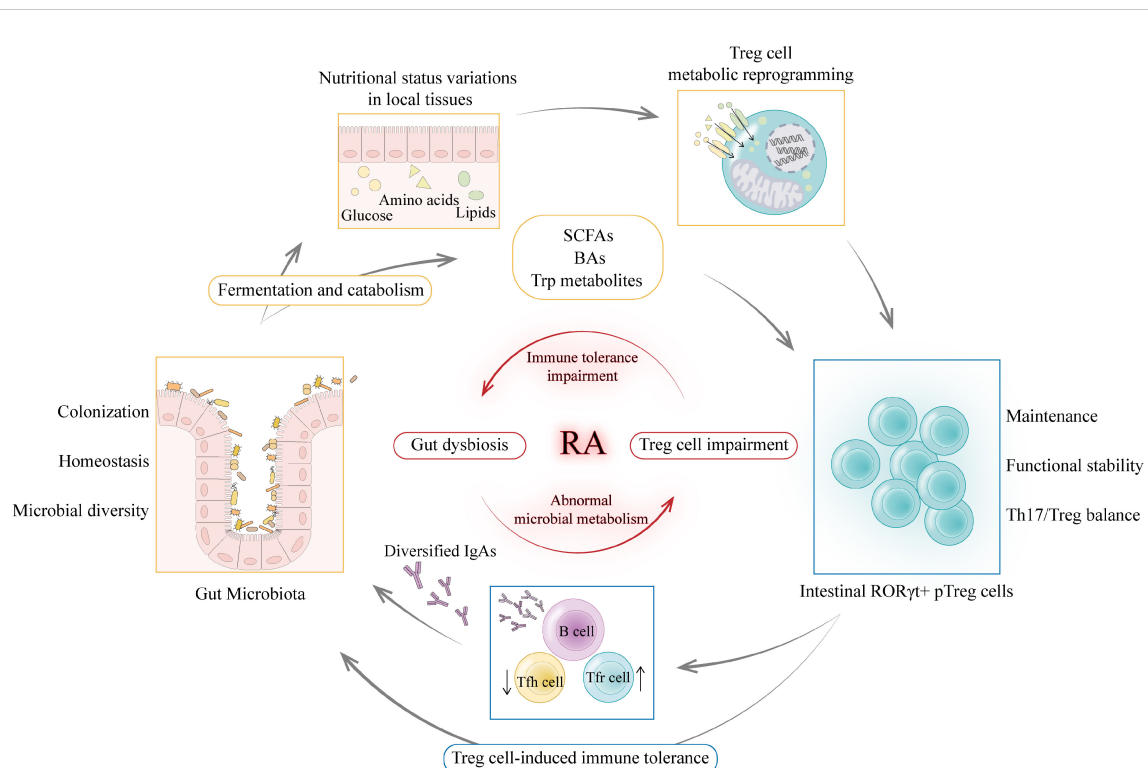 Treg cell
metabolic reprogramming
Nutritional status variations
in local tissues
Amino acids
Glucose
Lipids
SCFAs
BAs
Trp metabolites
Fermentation and catabolism
Immune tolerance
impairment
Colonization
Homeostasis
Microbial diversity
Gut dysbiosis
RA
Treg cell impairment
Maintenance
Functional stability
Th17/Treg balance
Abnormal
microbial metabolism
Diversified IgAs
Gut Microbiota
Intestinal RORγt+ pTreg cells
B cell
Tfh cell
Tfr cell
Treg cell-induced immune tolerance